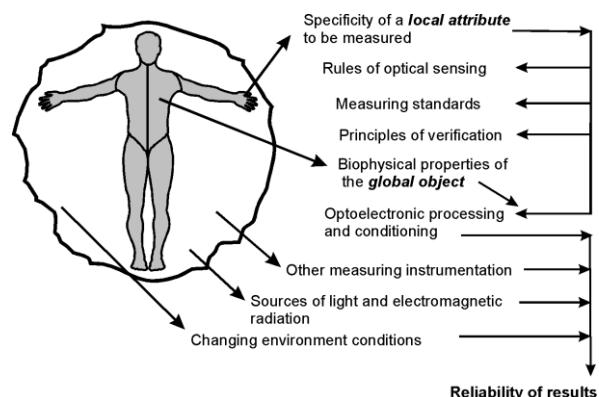 Specificity of a local attribute
to be measured
Rules of optical sensing
Measuring standards
Principles of verification
Biophysical properties of
the global object
Optoelectronic processing
and conditioning
Other measuring instrumentation
Sources of light and electromagnetic
radiation
Changing environment conditions
Reliability of results